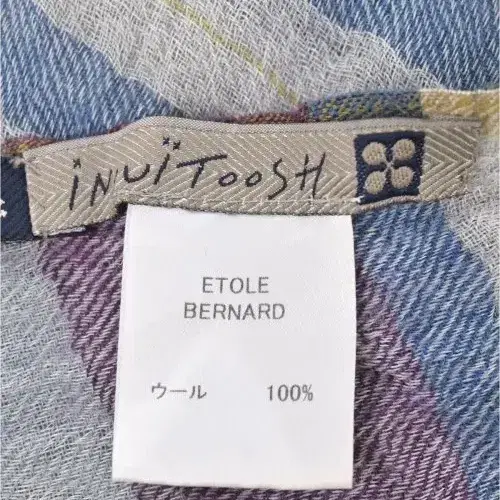 inUiToosH
ETOLE
BERNARD
ウール 100%